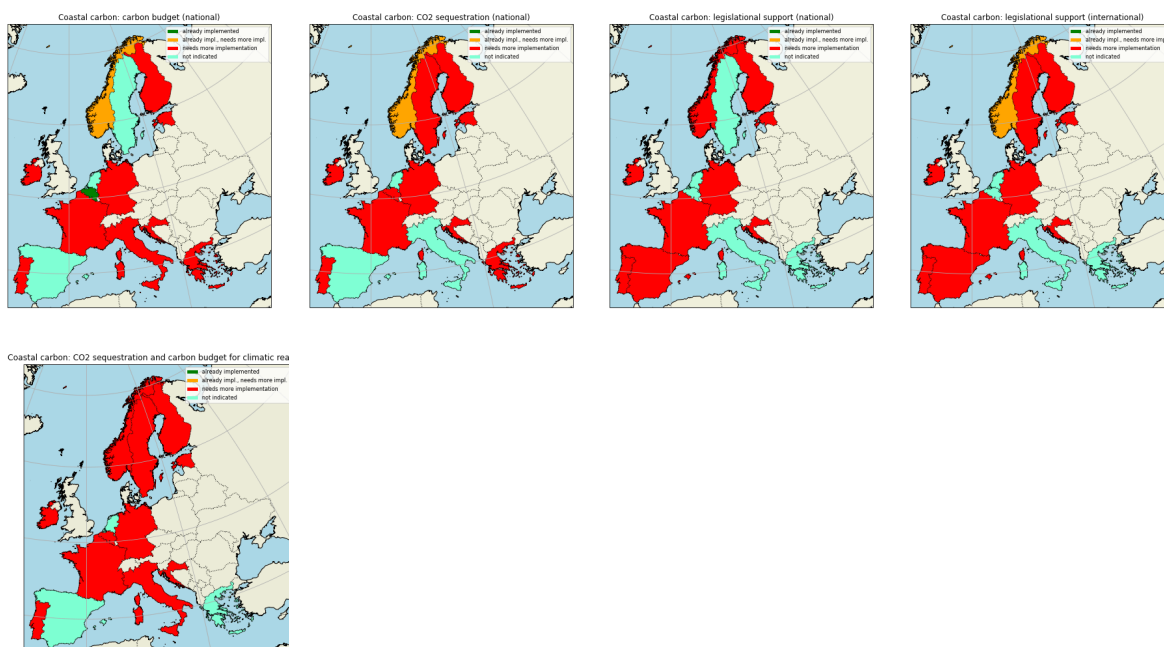 Coastal carbon: carbon budget (national)
already implemented
already impl., needs more impl.
needs more implementation
not indicated
Coastal carbon: CO2 sequestration (national)
already implemented
already impl., needs more impl.
needs more implementation
not indicated
Coastal carbon: legislational support (national)
already implemented
already impl., needs more impl.
needs more implementation
not indicated
Coastal carbon: legislational support (international)
already implemented
already impl., needs more impl.
needs more implementation
not indicated
Coastal carbon: CO2 sequestration and carbon budget for climatic rea
already implemented
already impl., needs more impl.
needs more implementation
not indicated